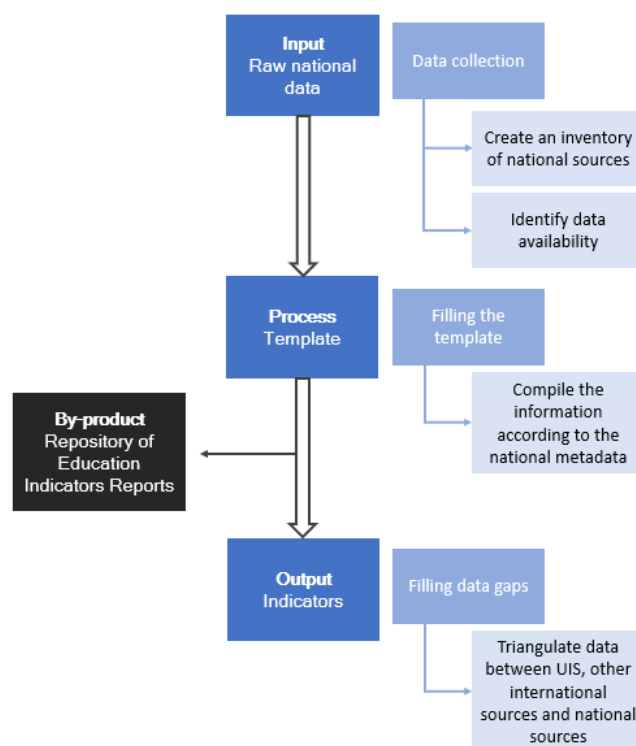 Input
Raw national
data
Data collection
Create an inventory
of national sources
Identify data
availability
Process
Template
Filling the
template
Compile the
information
according to the
national metadata
By-product
Repository of
Education
Indicators Reports
Output
Indicators
Filling data gaps
Triangulate data
between UIS, other
international
sources and national
sources